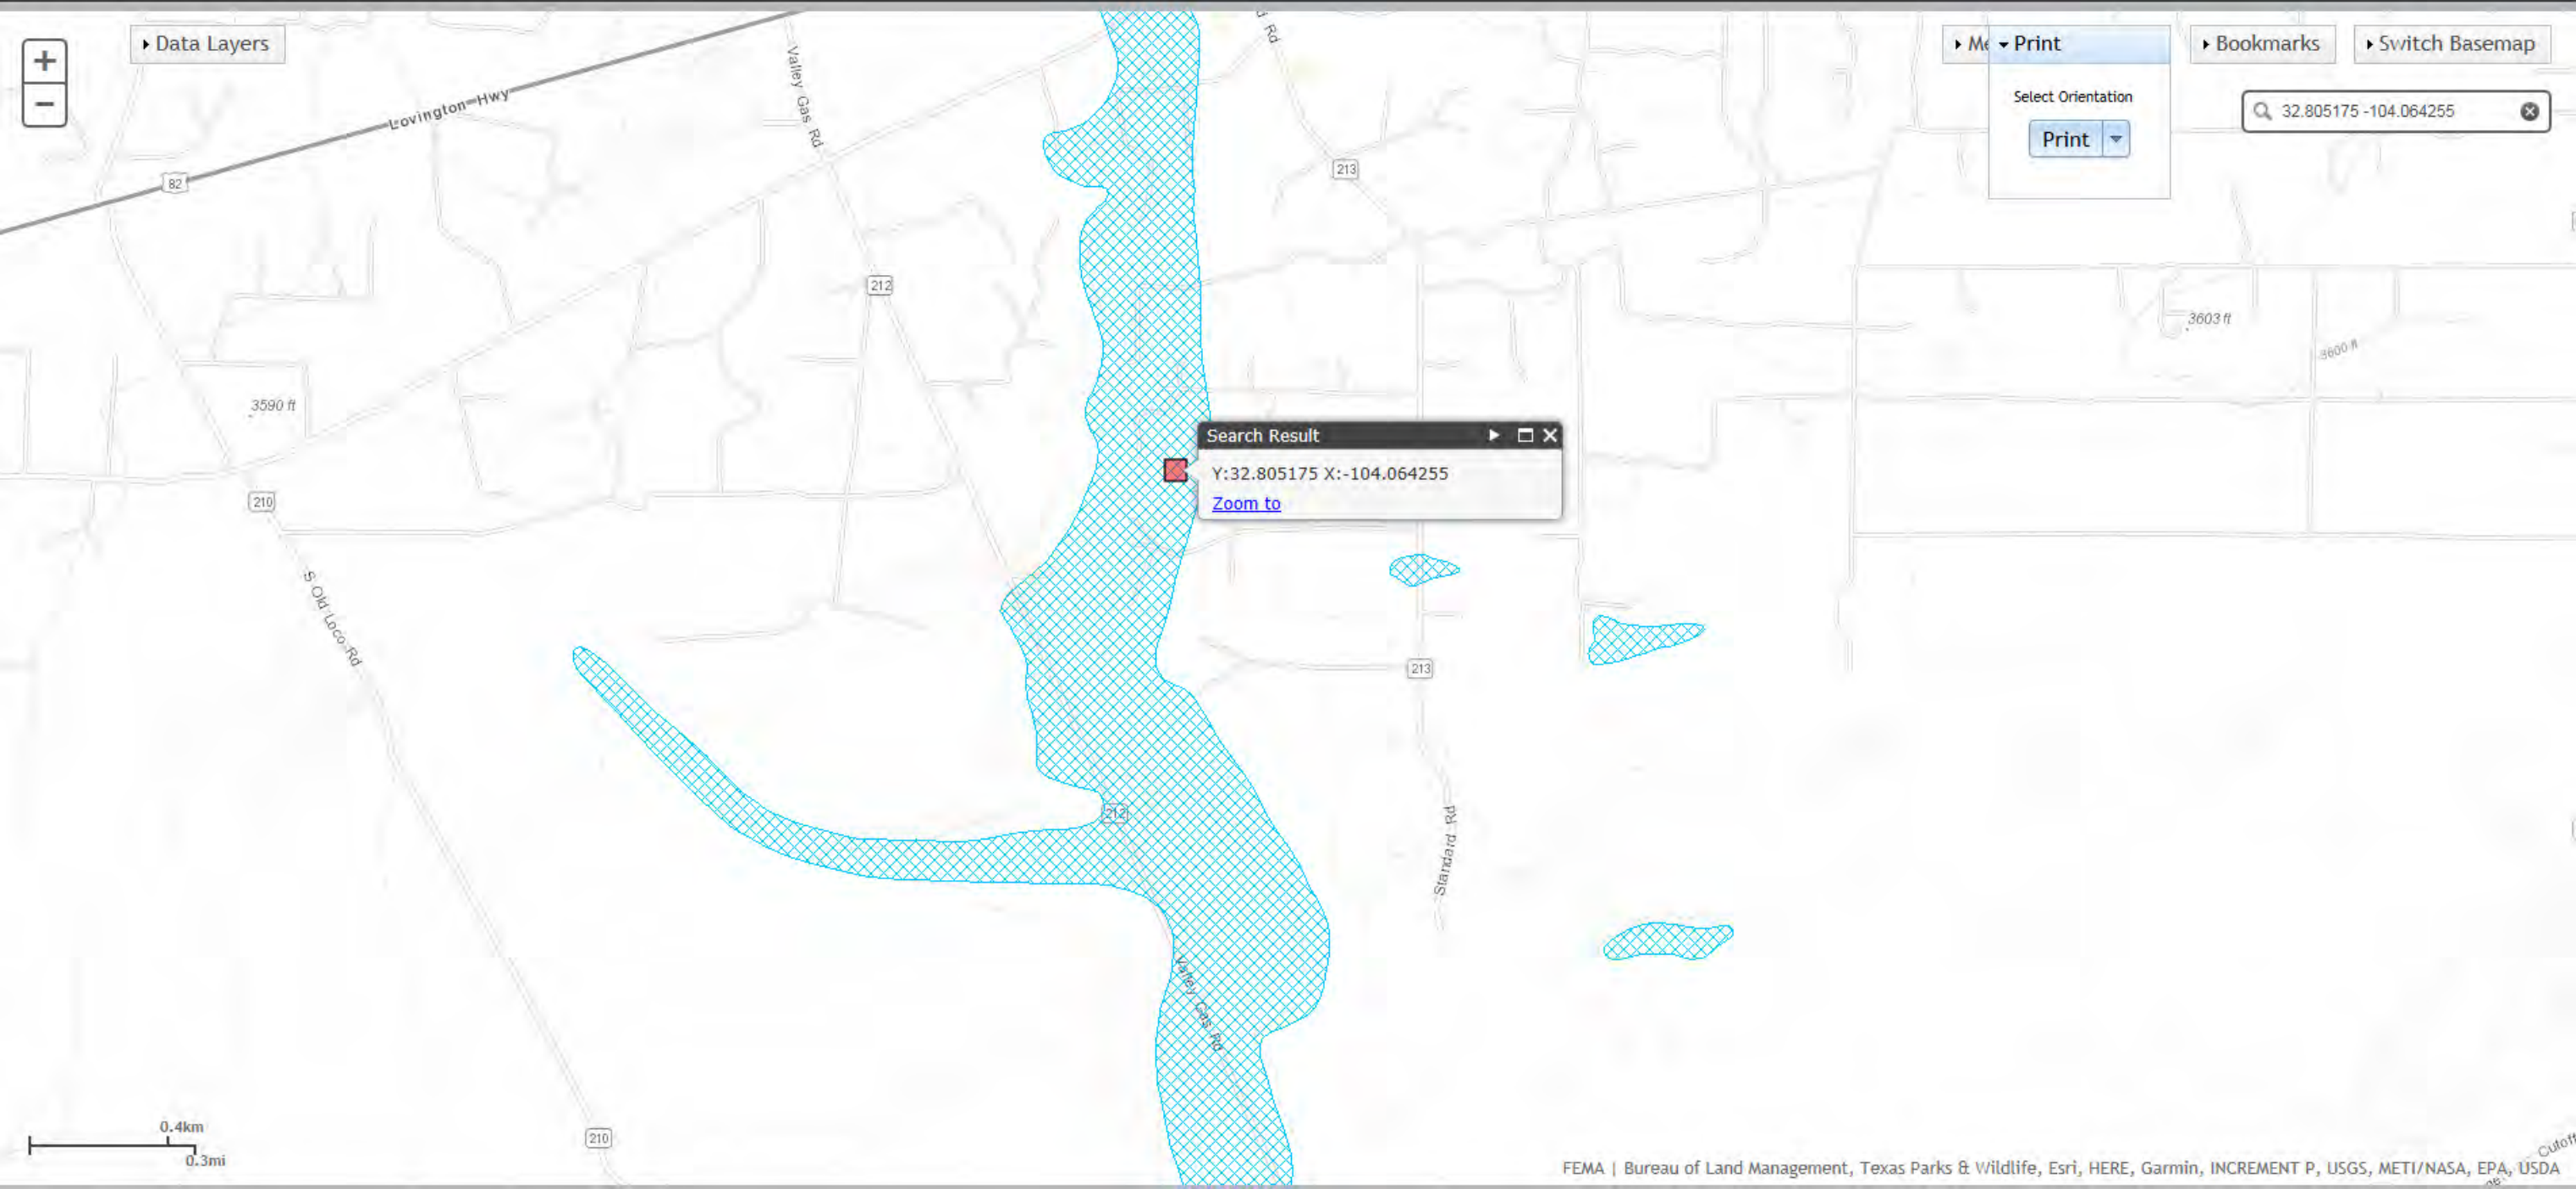 +
−
Data Layers
Print
Bookmarks
Switch Basemap
Select Orientation
Print
32.805175 -104.064255
Lovington Hwy
82
Valley Gas Rd
Rd
213
212
3603 ft
3600 ft
3590 ft
Search Result
Y:32.805175 X:-104.064255
Zoom to
210
S Old Loco Rd
213
212
Standard Rd
Valley Gas Rd
210
0.4km
0.3mi
Cutoff
FEMA | Bureau of Land Management, Texas Parks & Wildlife, Esri, HERE, Garmin, INCREMENT P, USGS, METI/NASA, EPA, USDA